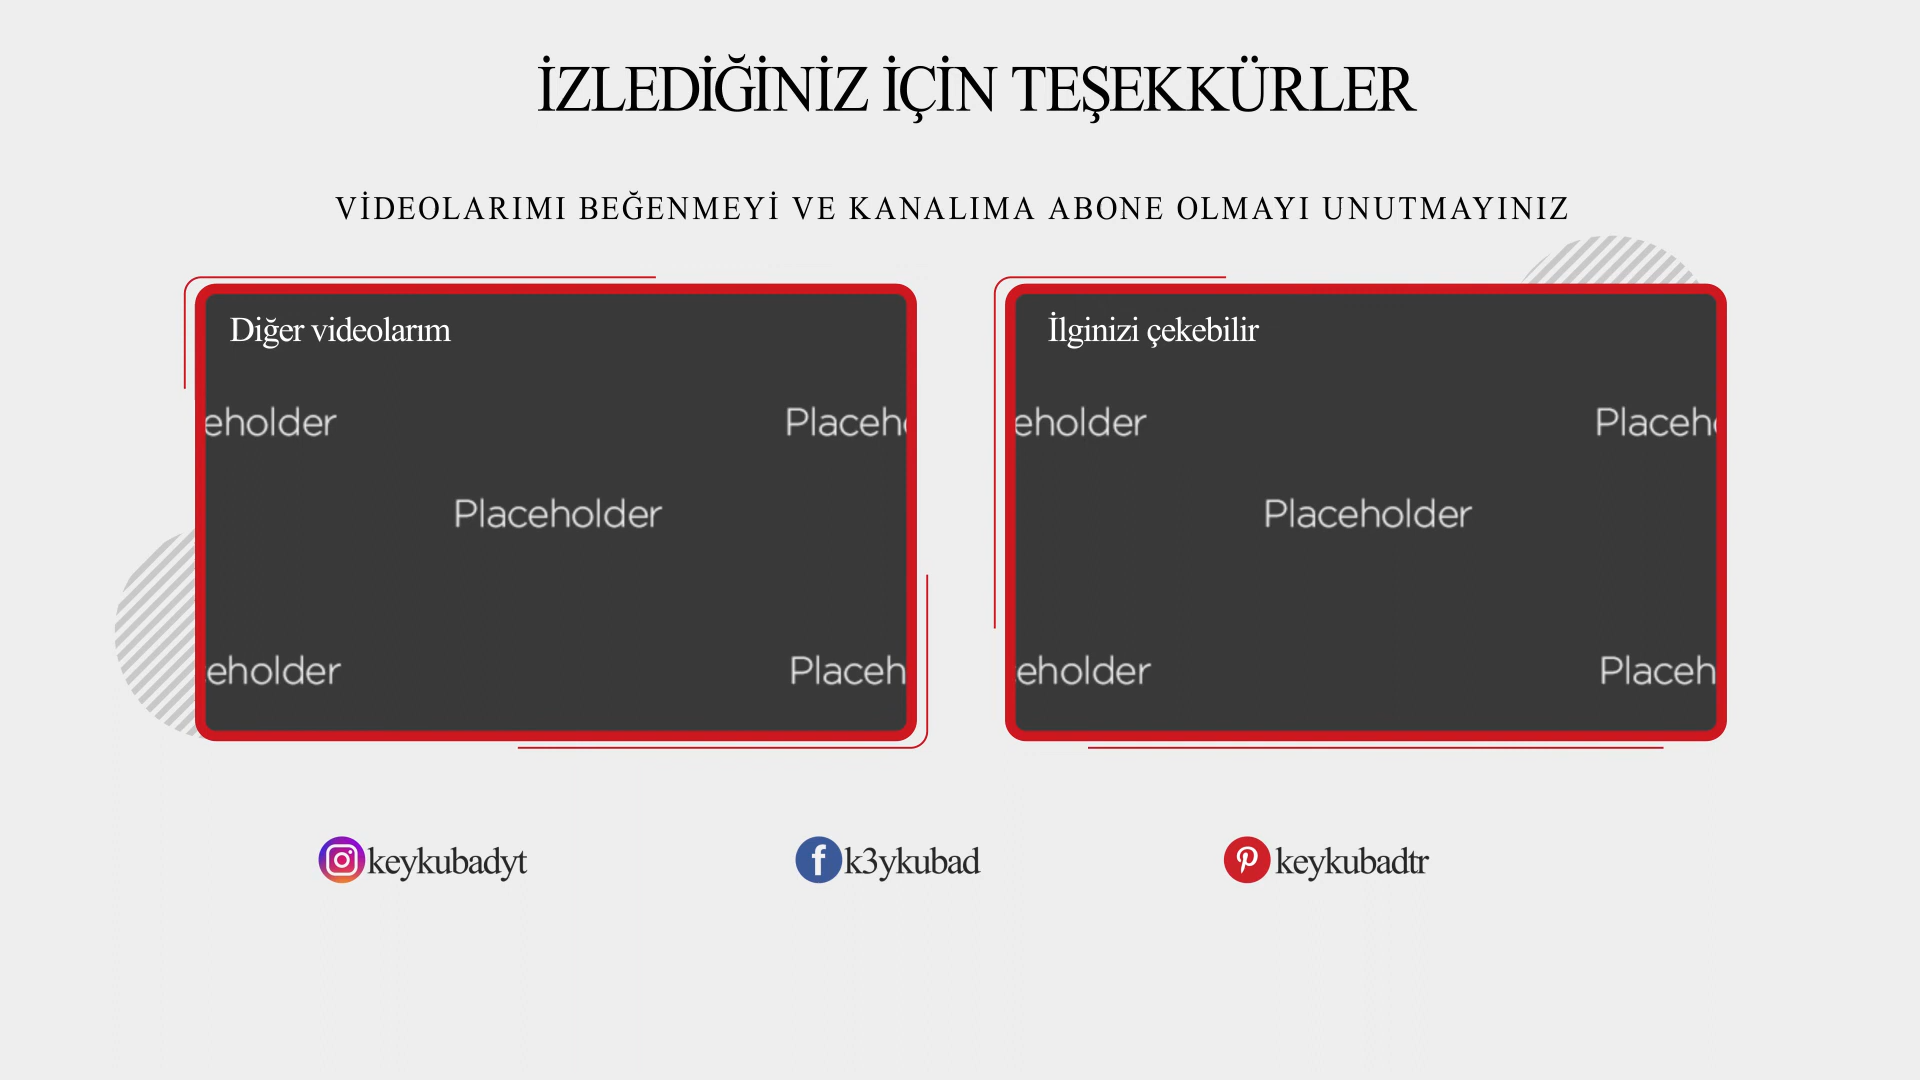 İZLEDİĞİNİZ İÇİN TEŞEKKÜRLER
VİDEOLARIMI BEĞENMEYİ VE KANALIMA ABONE OLMAYI UNUTMAYINIZ
Diğer videolarım
eholder Placeh
Placeholder
eholder Placeh
İlginizi çekebilir
eholder Placeh
Placeholder
eholder Placeh
keykubadyt
k3ykubad
keykubadtr